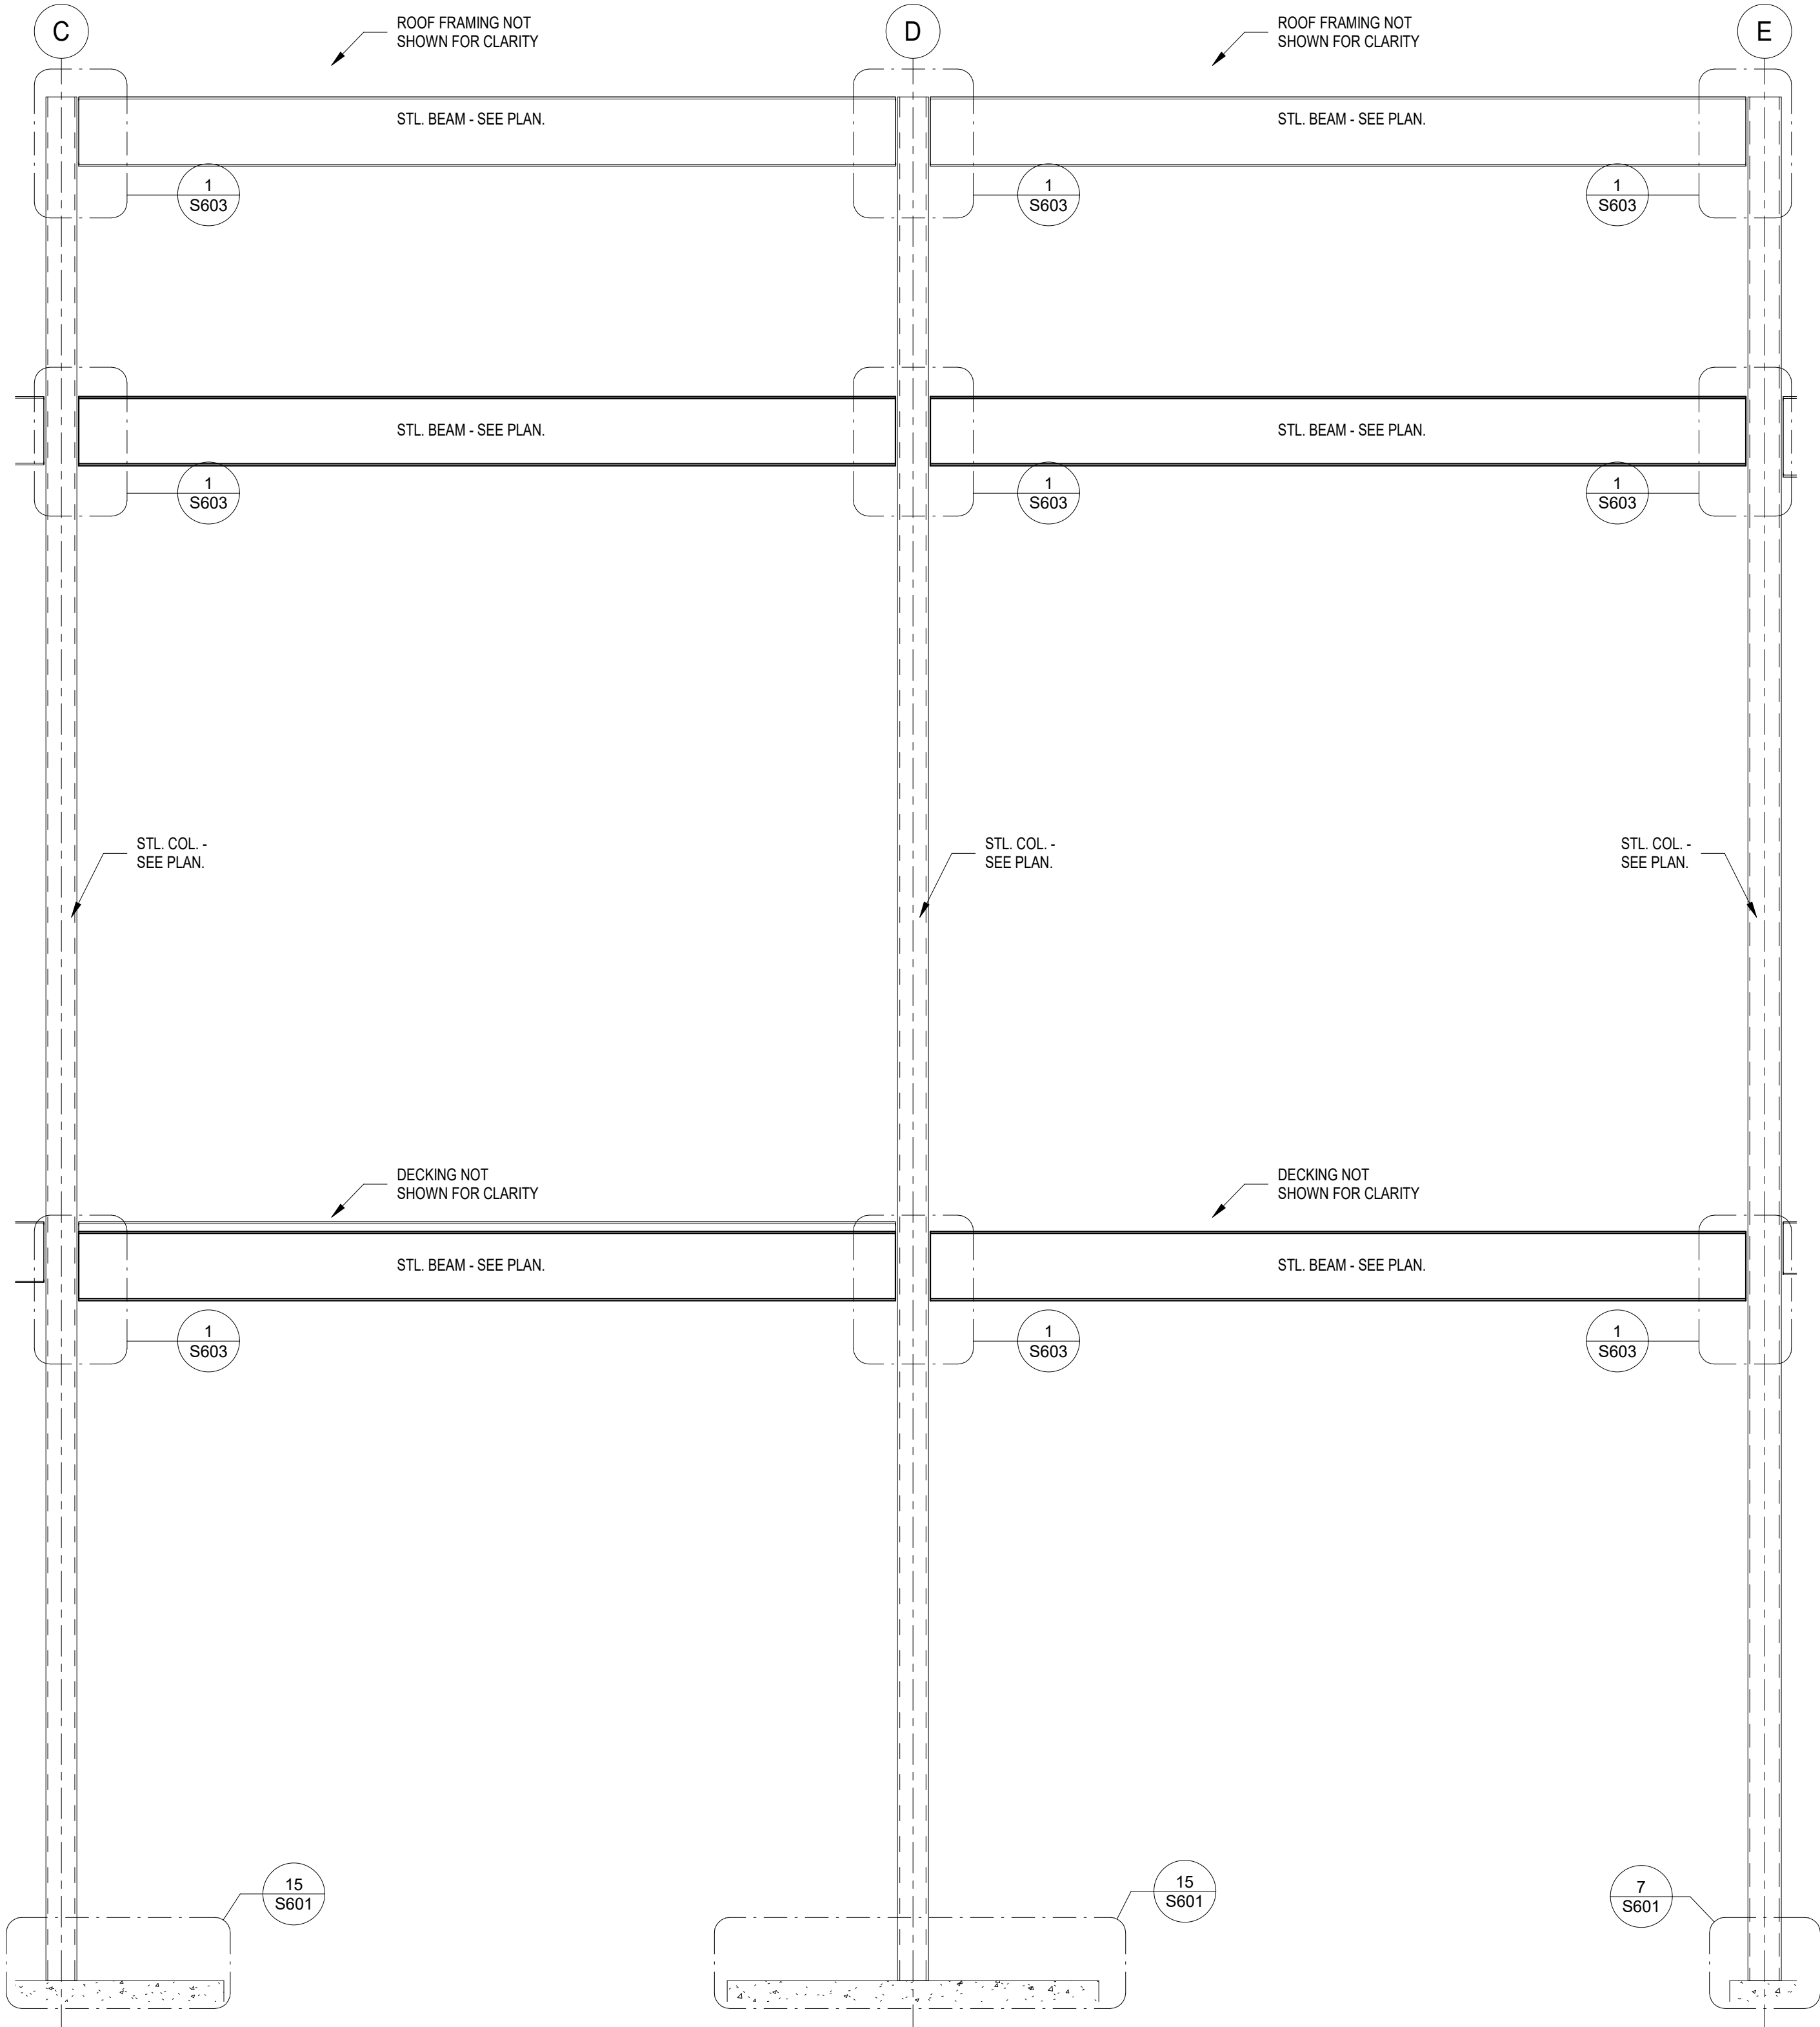 C
D
E
ROOF FRAMING NOT
SHOWN FOR CLARITY
ROOF FRAMING NOT
SHOWN FOR CLARITY
STL. BEAM - SEE PLAN.
STL. BEAM - SEE PLAN.
1
S603
1
S603
1
S603
STL. BEAM - SEE PLAN.
STL. BEAM - SEE PLAN.
1
S603
1
S603
1
S603
STL. COL. -
SEE PLAN.
STL. COL. -
SEE PLAN.
STL. COL. -
SEE PLAN.
DECKING NOT
SHOWN FOR CLARITY
DECKING NOT
SHOWN FOR CLARITY
STL. BEAM - SEE PLAN.
STL. BEAM - SEE PLAN.
1
S603
1
S603
1
S603
15
S601
15
S601
7
S601